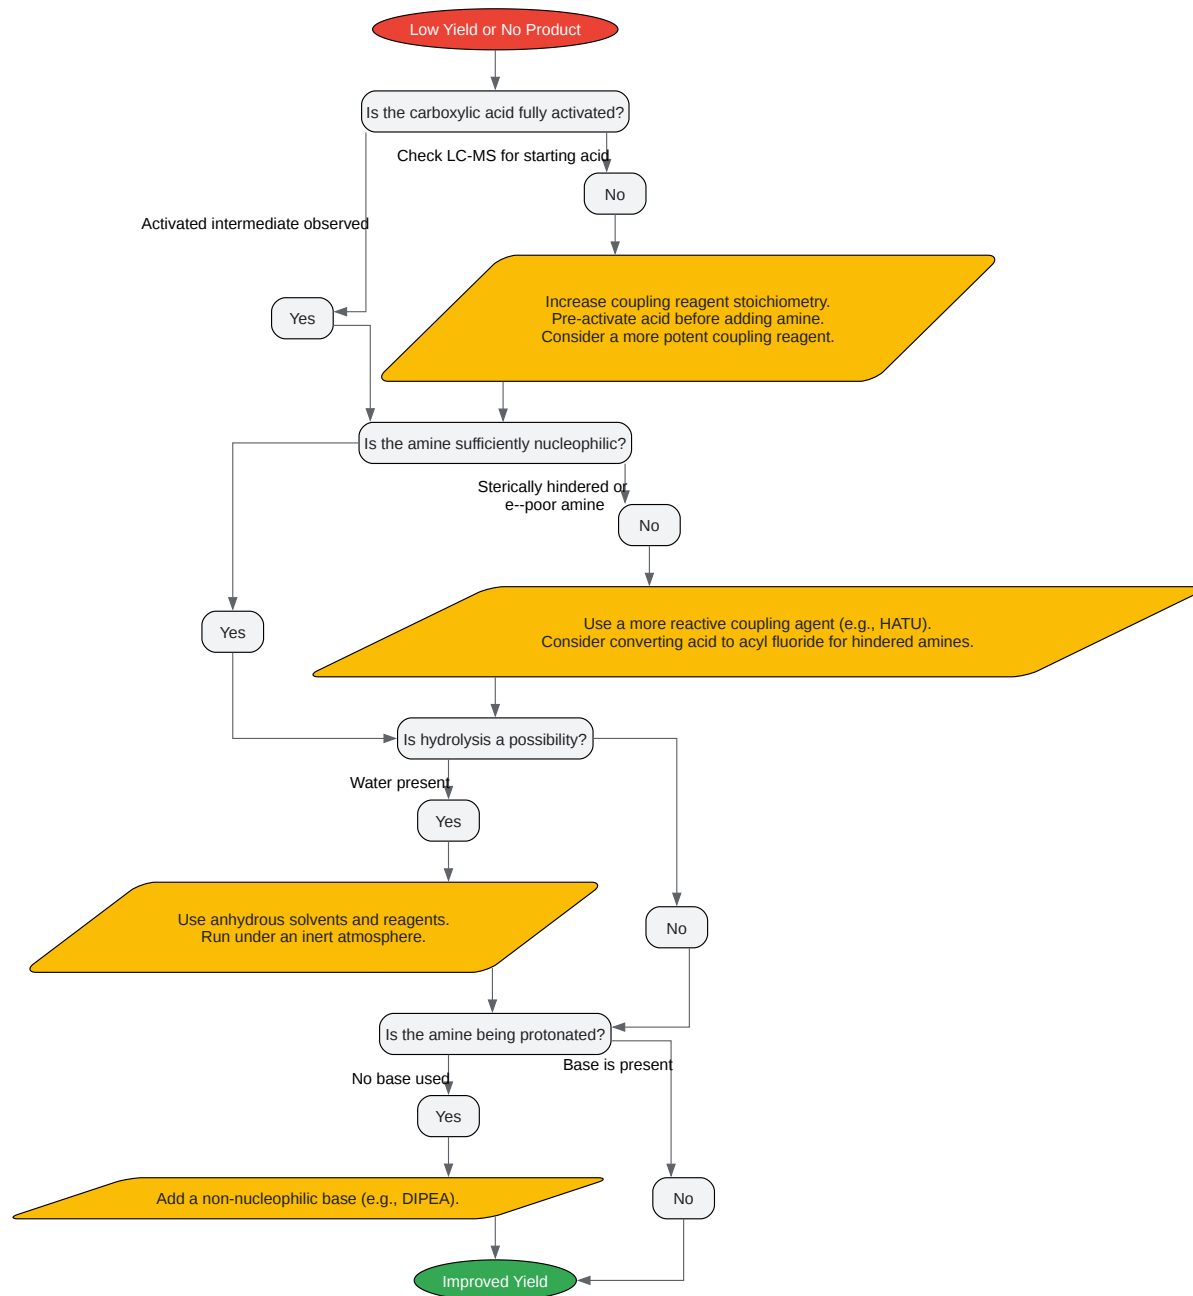 Low Yield or No Product
Is the carboxylic acid fully activated?
Check LC-MS for starting acid
No
Activated intermediate observed
Increase coupling reagent stoichiometry.
Pre-activate acid before adding amine.
Consider a more potent coupling reagent.
Yes
Is the amine sufficiently nucleophilic?
Sterically hindered or
e--poor amine
No
Use a more reactive coupling agent (e.g., HATU).
Consider converting acid to acyl fluoride for hindered amines.
Yes
Is hydrolysis a possibility?
Water present
Yes
Use anhydrous solvents and reagents.
Run under an inert atmosphere.
No
Is the amine being protonated?
Base is present
No base used
Yes
Add a non-nucleophilic base (e.g., DIPEA).
No
Improved Yield